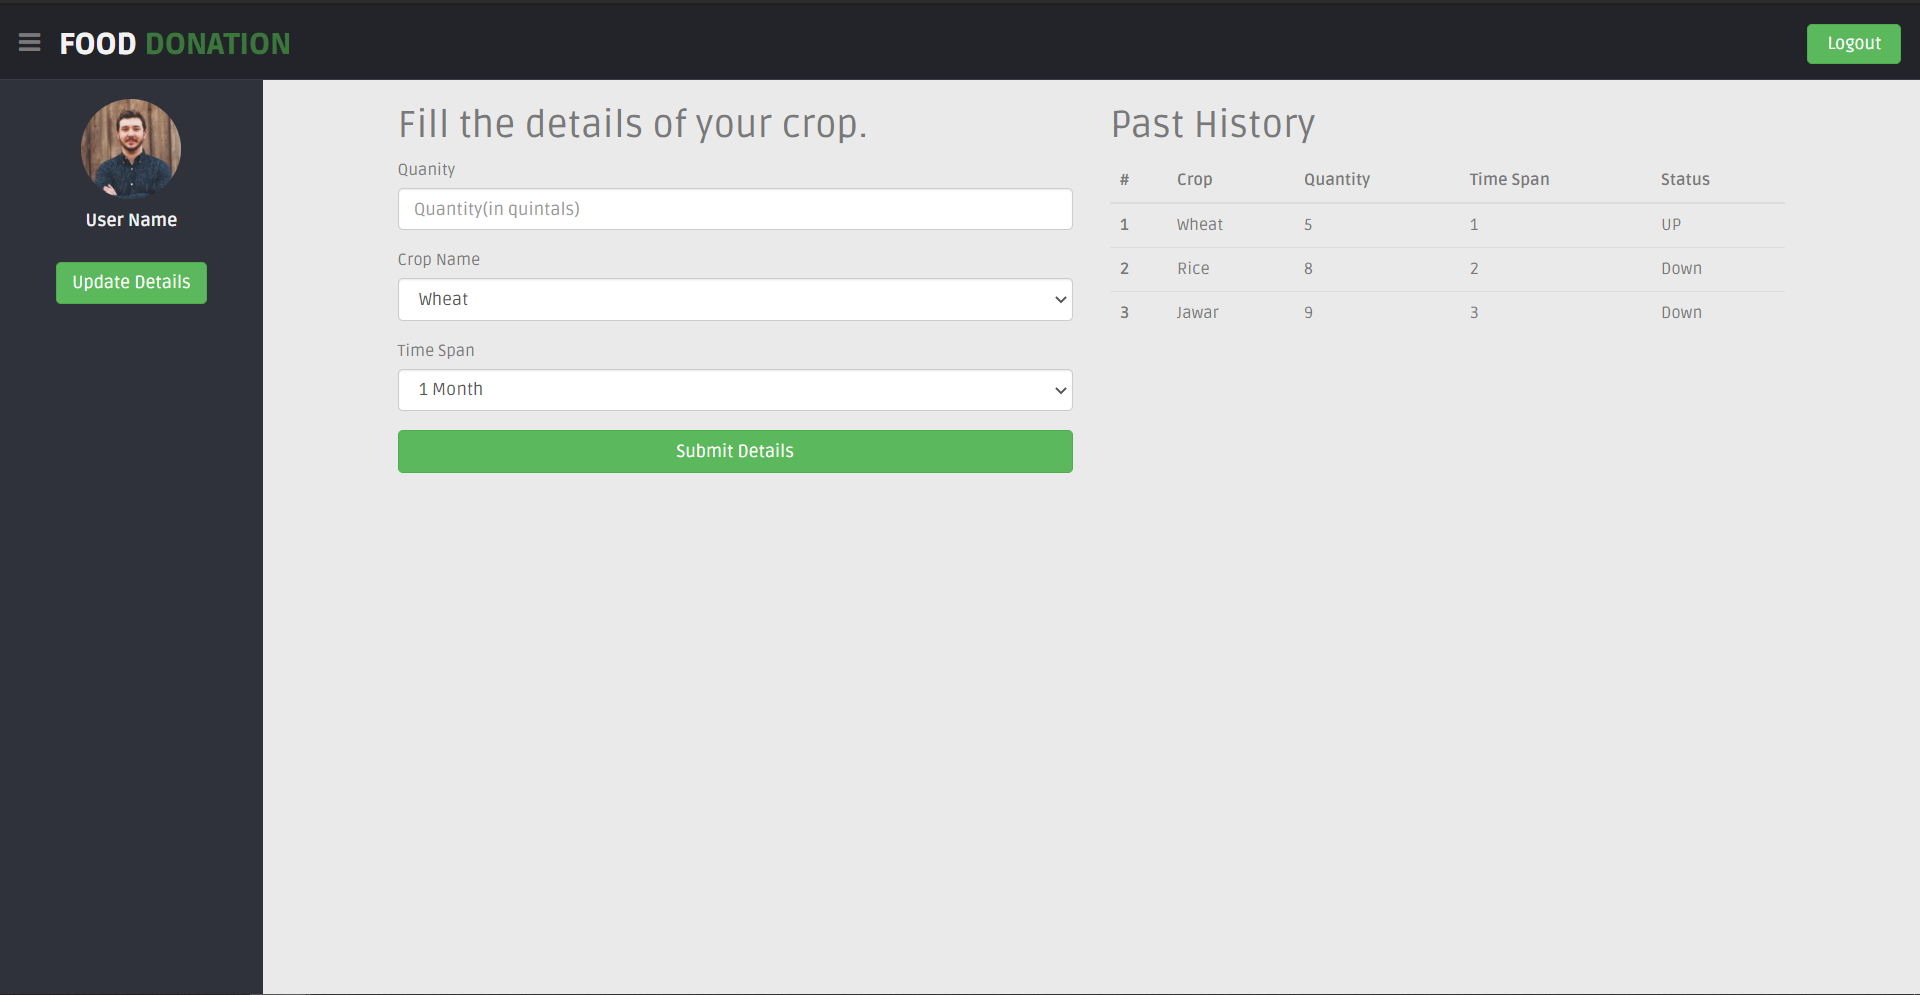 FOOD DONATION
Logout
User Name
Update Details
Fill the details of your crop.
Quanity
Quantity(in quintals)
Crop Name
Wheat
Time Span
1 Month
Submit Details
Past History
# Crop Quantity Time Span Status
1 Wheat 5 1 UP
2 Rice 8 2 Down
3 Jawar 9 3 Down